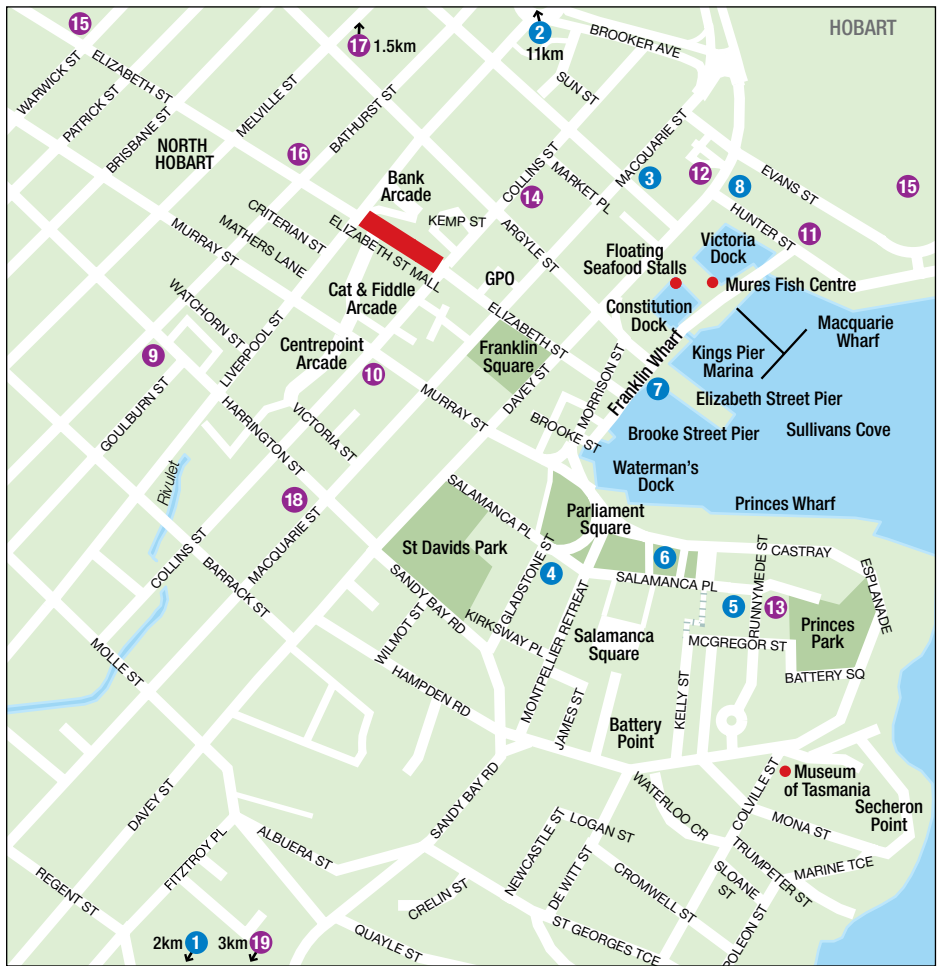 15
17 1.5km
2
11km
BROOKER AVE
HOBART
WARWICK ST
ELIZABETH ST
PATRICK ST
BRISBANE ST
MELVILLE ST
BATHURST ST
SUN ST
NORTH
HOBART
16
Bank
Arcade
COLLINS ST
MARKET PL
MACQUARIE ST
3
12
8
EVANS ST
15
14
KEMP ST
ARGYLE ST
HUNTER ST
11
CRITERIAN ST
MATHERS LANE
MURRAY ST
ELIZABETH ST MALL
Floating
Seafood Stalls
Victoria
Dock
Mures Fish Centre
GPO
Cat & Fiddle
Arcade
WATCHORN ST
LIVERPOOL ST
Constitution
Dock
ELIZABETH ST
Macquarie
Wharf
Centrepoint
Arcade
Franklin
Square
9
10
MORRISON ST
Franklin Wharf
Kings Pier
Marina
7
Elizabeth Street Pier
GOULBURN ST
HARRINGTON ST
VICTORIA ST
MURRAY ST
DAVEY ST
BROOKE ST
Brooke Street Pier
Sullivans Cove
Waterman's
Dock
Rivulet
18
Princes Wharf
SALAMANCA PL
Parliament
Square
COLLINS ST
MACQUARIE ST
St Davids Park
GLADSTONE ST
4
6
CASTRAY
ESPLANADE
BARRACK ST
SANDY BAY RD
SALAMANCA PL
RUNNYMEDE ST
5
13
Princes
Park
WILMOT ST
KIRKSWAY PL
MONTPELLIER RETREAT
Salamanca
Square
MCGREGOR ST
MOLLE ST
HAMPDEN RD
JAMES ST
KELLY ST
BATTERY SQ
Battery
Point
DAVEY ST
SANDY BAY RD
Museum
of Tasmania
COLVILLE ST
Secheron
Point
WATERLOO CR
MONA ST
ALBUERA ST
FITZTROY PL
NEWCASTLE ST
LOGAN ST
DE WITT ST
CROMWELL ST
TRUMPETER ST
SLOANE
ST
MARINE TCE
REGENT ST
CRELIN ST
ST GEORGES TCE
POLEON ST
QUAYLE ST
2km 1
3km 19